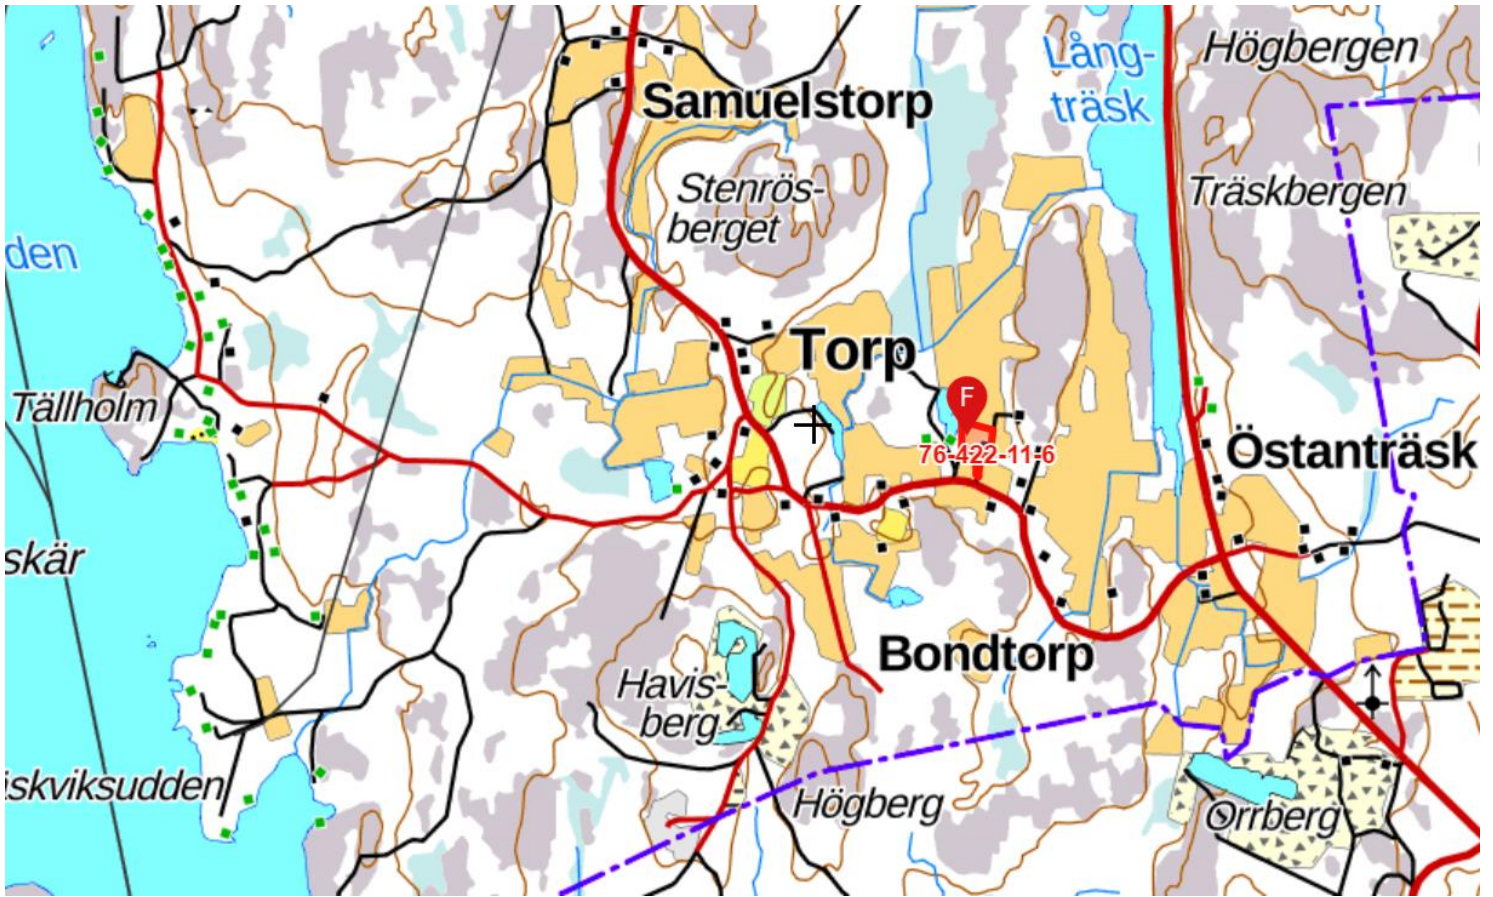 Lång-
träsk
Högbergen
Samuelstorp
Stenrös-
berget
Träskbergen
den
Torp
Tällholm
F
76-422-11-6
Östanträsk
skär
Bondtorp
Havis-
berg
skviksudden
Högberg
Orrberg